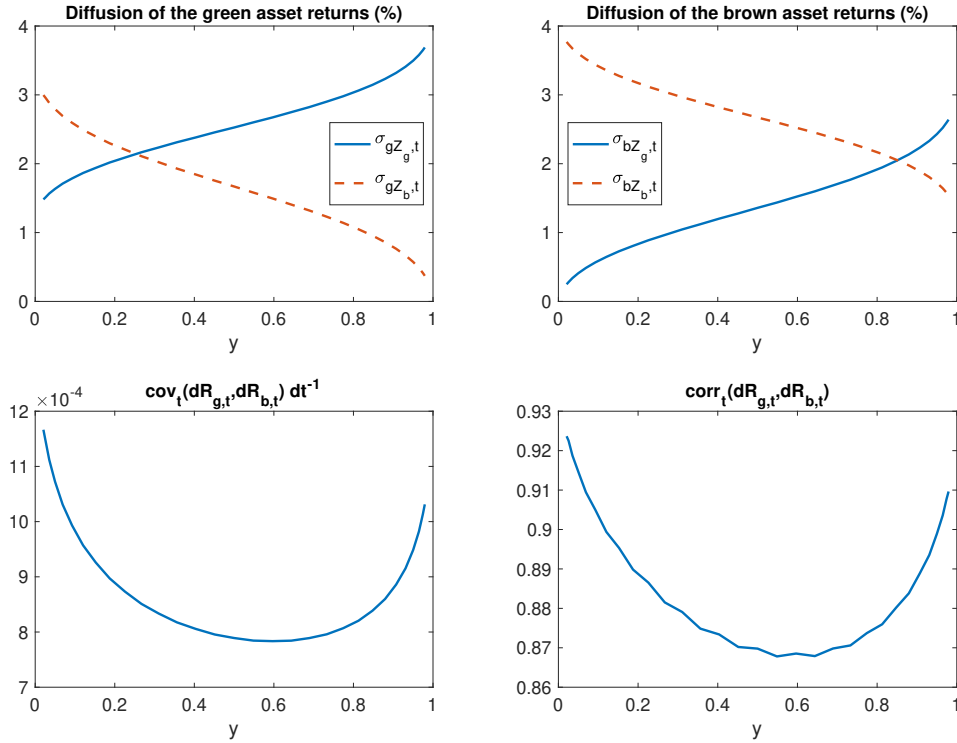 Diffusion of the green asset returns (%)
4
3
2
1
0
σgZg,t
σgZb,t
0 0.2 0.4 0.6 0.8 1
y
Diffusion of the brown asset returns (%)
4
3
2
1
0
σbZg,t
σbZb,t
0 0.2 0.4 0.6 0.8 1
y
×10-4
covt(dRg,t,dRb,t) dt-1
12
11
10
9
8
7
0 0.2 0.4 0.6 0.8 1
y
corrt(dRg,t,dRb,t)
0.93
0.92
0.91
0.9
0.89
0.88
0.87
0.86
0 0.2 0.4 0.6 0.8 1
y